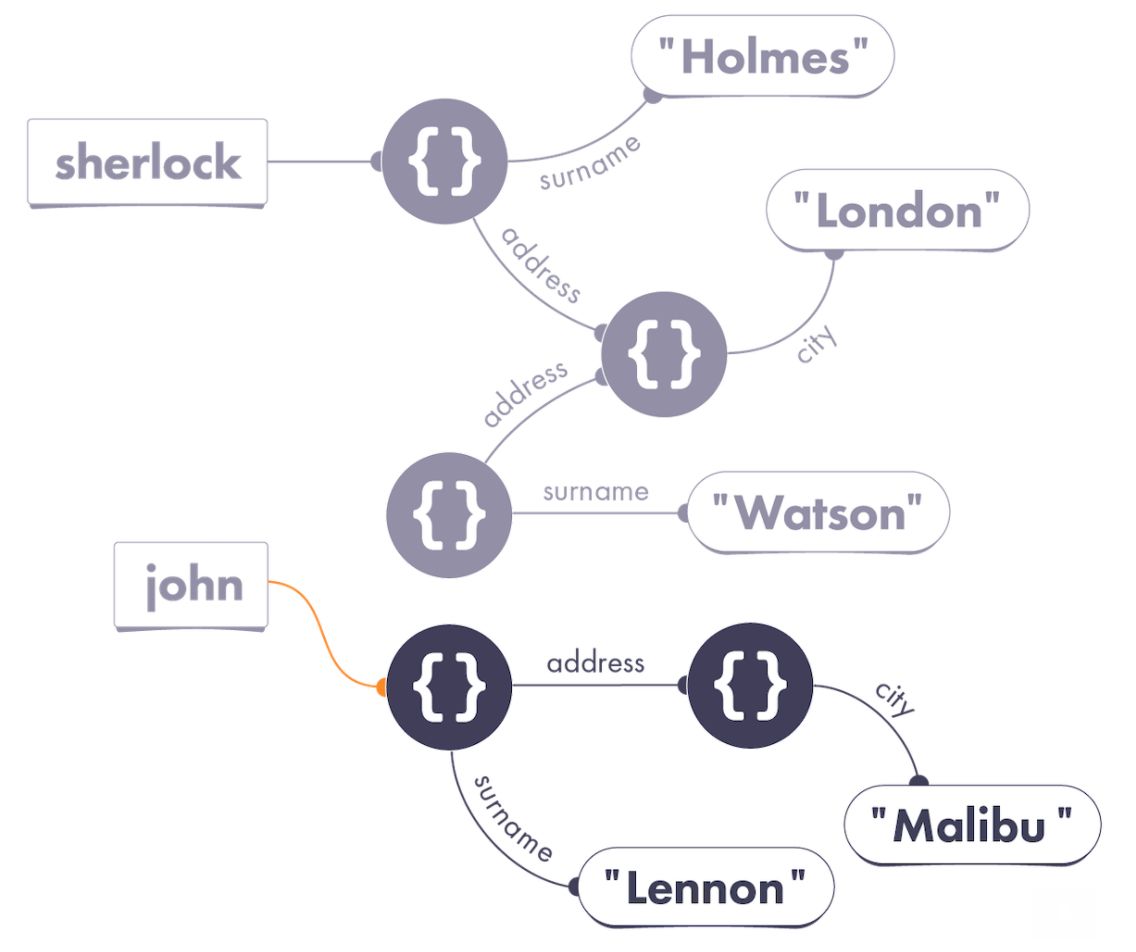 "Holmes"
sherlock
{}
surname
"London"
address
{}
city
address
{}
surname
"Watson"
john
{}
address
{}
city
surname
"Malibu "
"Lennon"